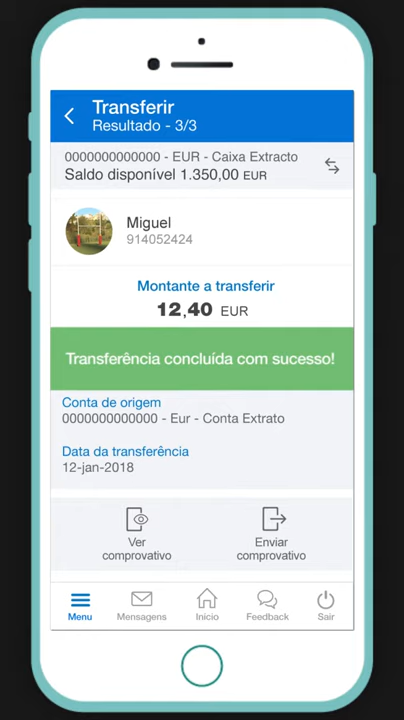 Transferir
Resultado - 3/3
0000000000000 - EUR - Caixa Extracto
Saldo disponível 1.350,00 EUR
Miguel
914052424
Montante a transferir
12,40 EUR
Transferência concluída com sucesso!
Conta de origem
0000000000000 - Eur - Conta Extrato
Data da transferência
12-jan-2018
Ver
comprovativo
Enviar
comprovativo
Menu
Mensagens
Inicio
Feedback
Sair